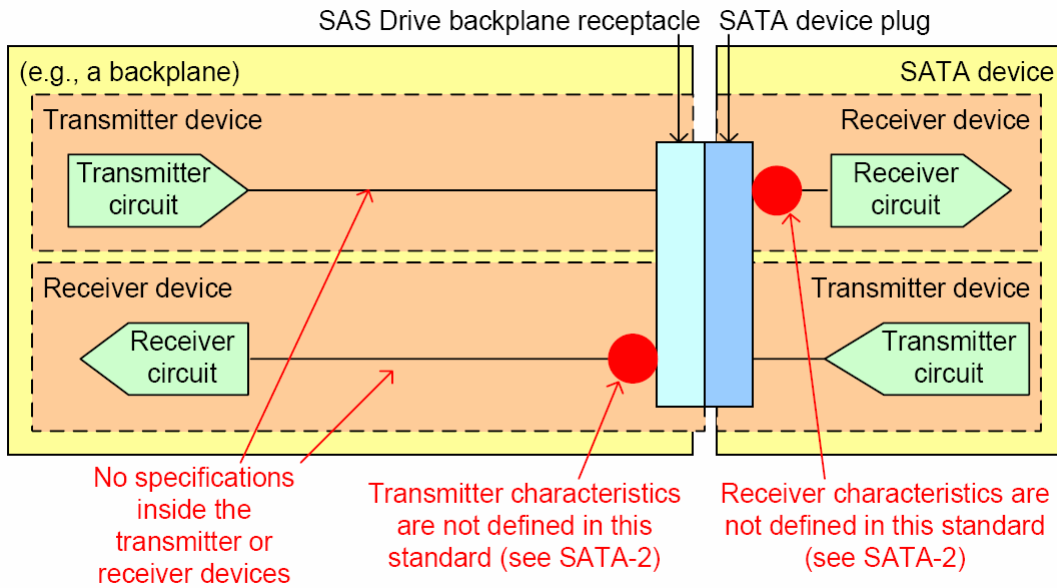 SAS Drive backplane receptacle
SATA device plug
(e.g., a backplane)
SATA device
Transmitter device
Receiver device
Transmitter
circuit
Receiver
circuit
Receiver device
Transmitter device
Receiver
circuit
Transmitter
circuit
No specifications
inside the
transmitter or
receiver devices
Transmitter characteristics
are not defined in this
standard (see SATA-2)
Receiver characteristics are
not defined in this standard
(see SATA-2)